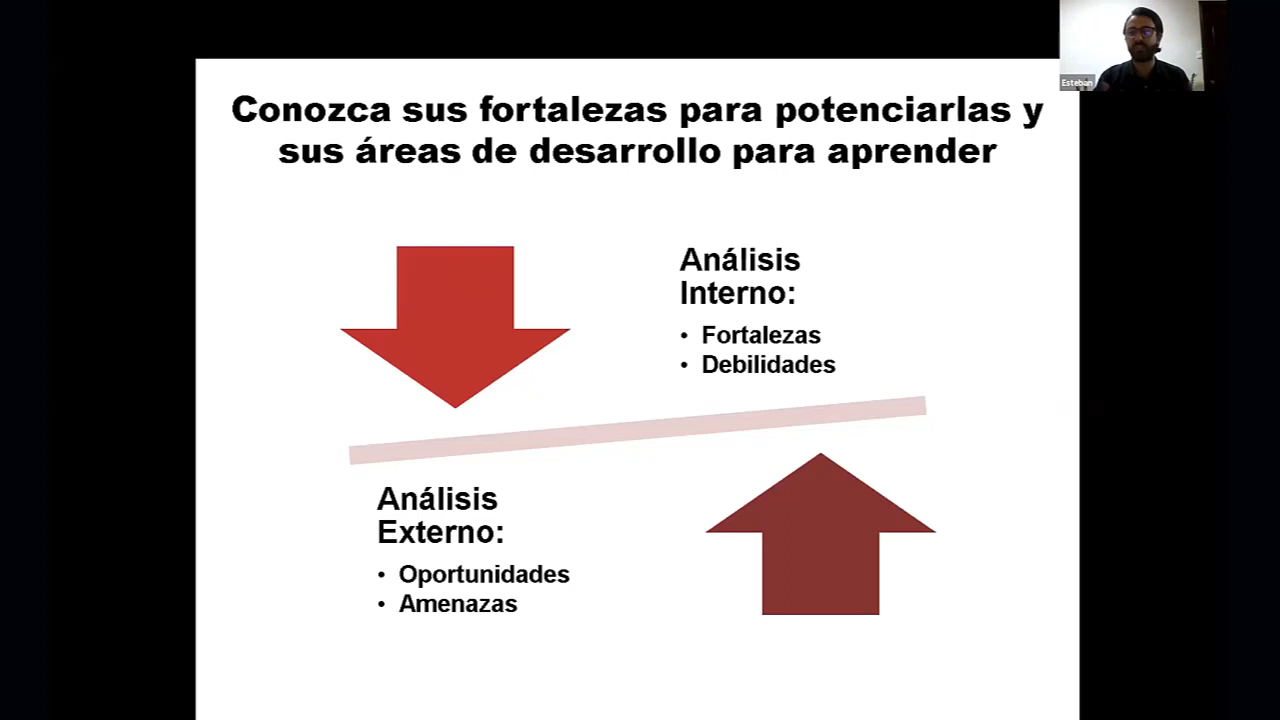 Conozca sus fortalezas para potenciarlas y
sus áreas de desarrollo para aprender
Análisis
Interno:
• Fortalezas
• Debilidades
Análisis
Externo:
• Oportunidades
• Amenazas
Esteban